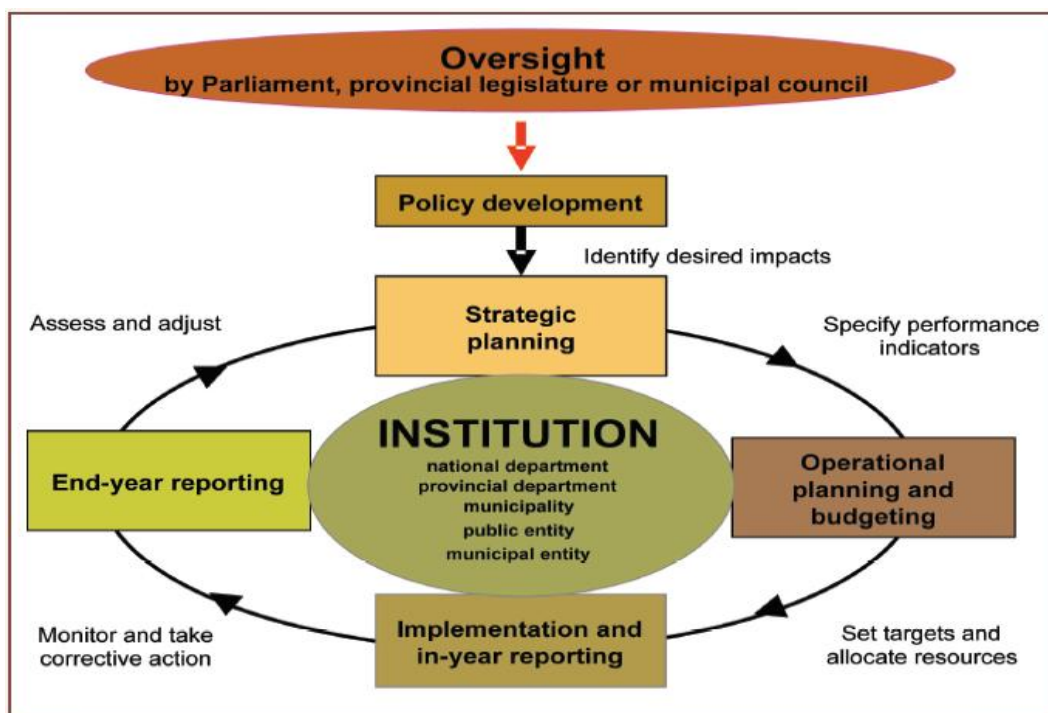 Oversight
by Parliament, provincial legislature or municipal council
Policy development
Identify desired impacts
Strategic
planning
Assess and adjust
Specify performance
indicators
INSTITUTION
national department
provincial department
municipality
public entity
municipal entity
End-year reporting
Operational
planning and
budgeting
Implementation and
in-year reporting
Monitor and take
corrective action
Set targets and
allocate resources